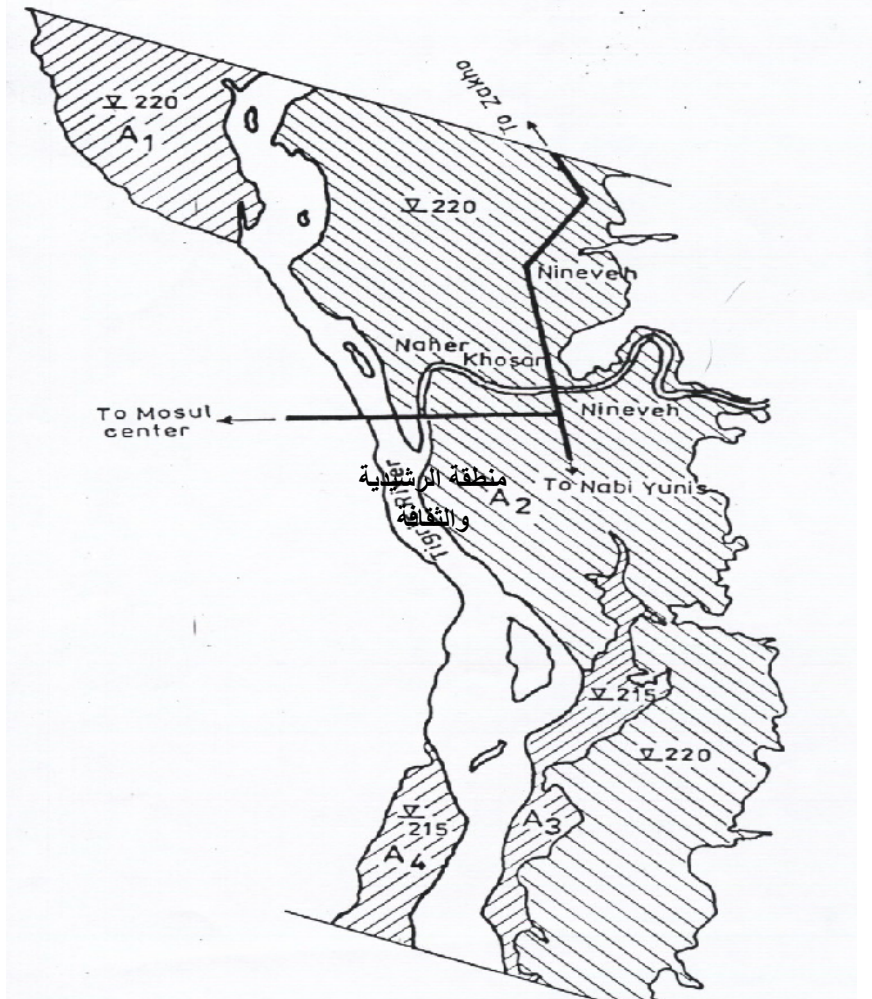 To Zakho
220
A1
220
Nineveh
Naher
Khosar
Nineveh
To Mosul
center
To Nabi Yunis
منطقة الرشيدية
والثقافة
A2
Tigris River
215
220
215
A3
A4